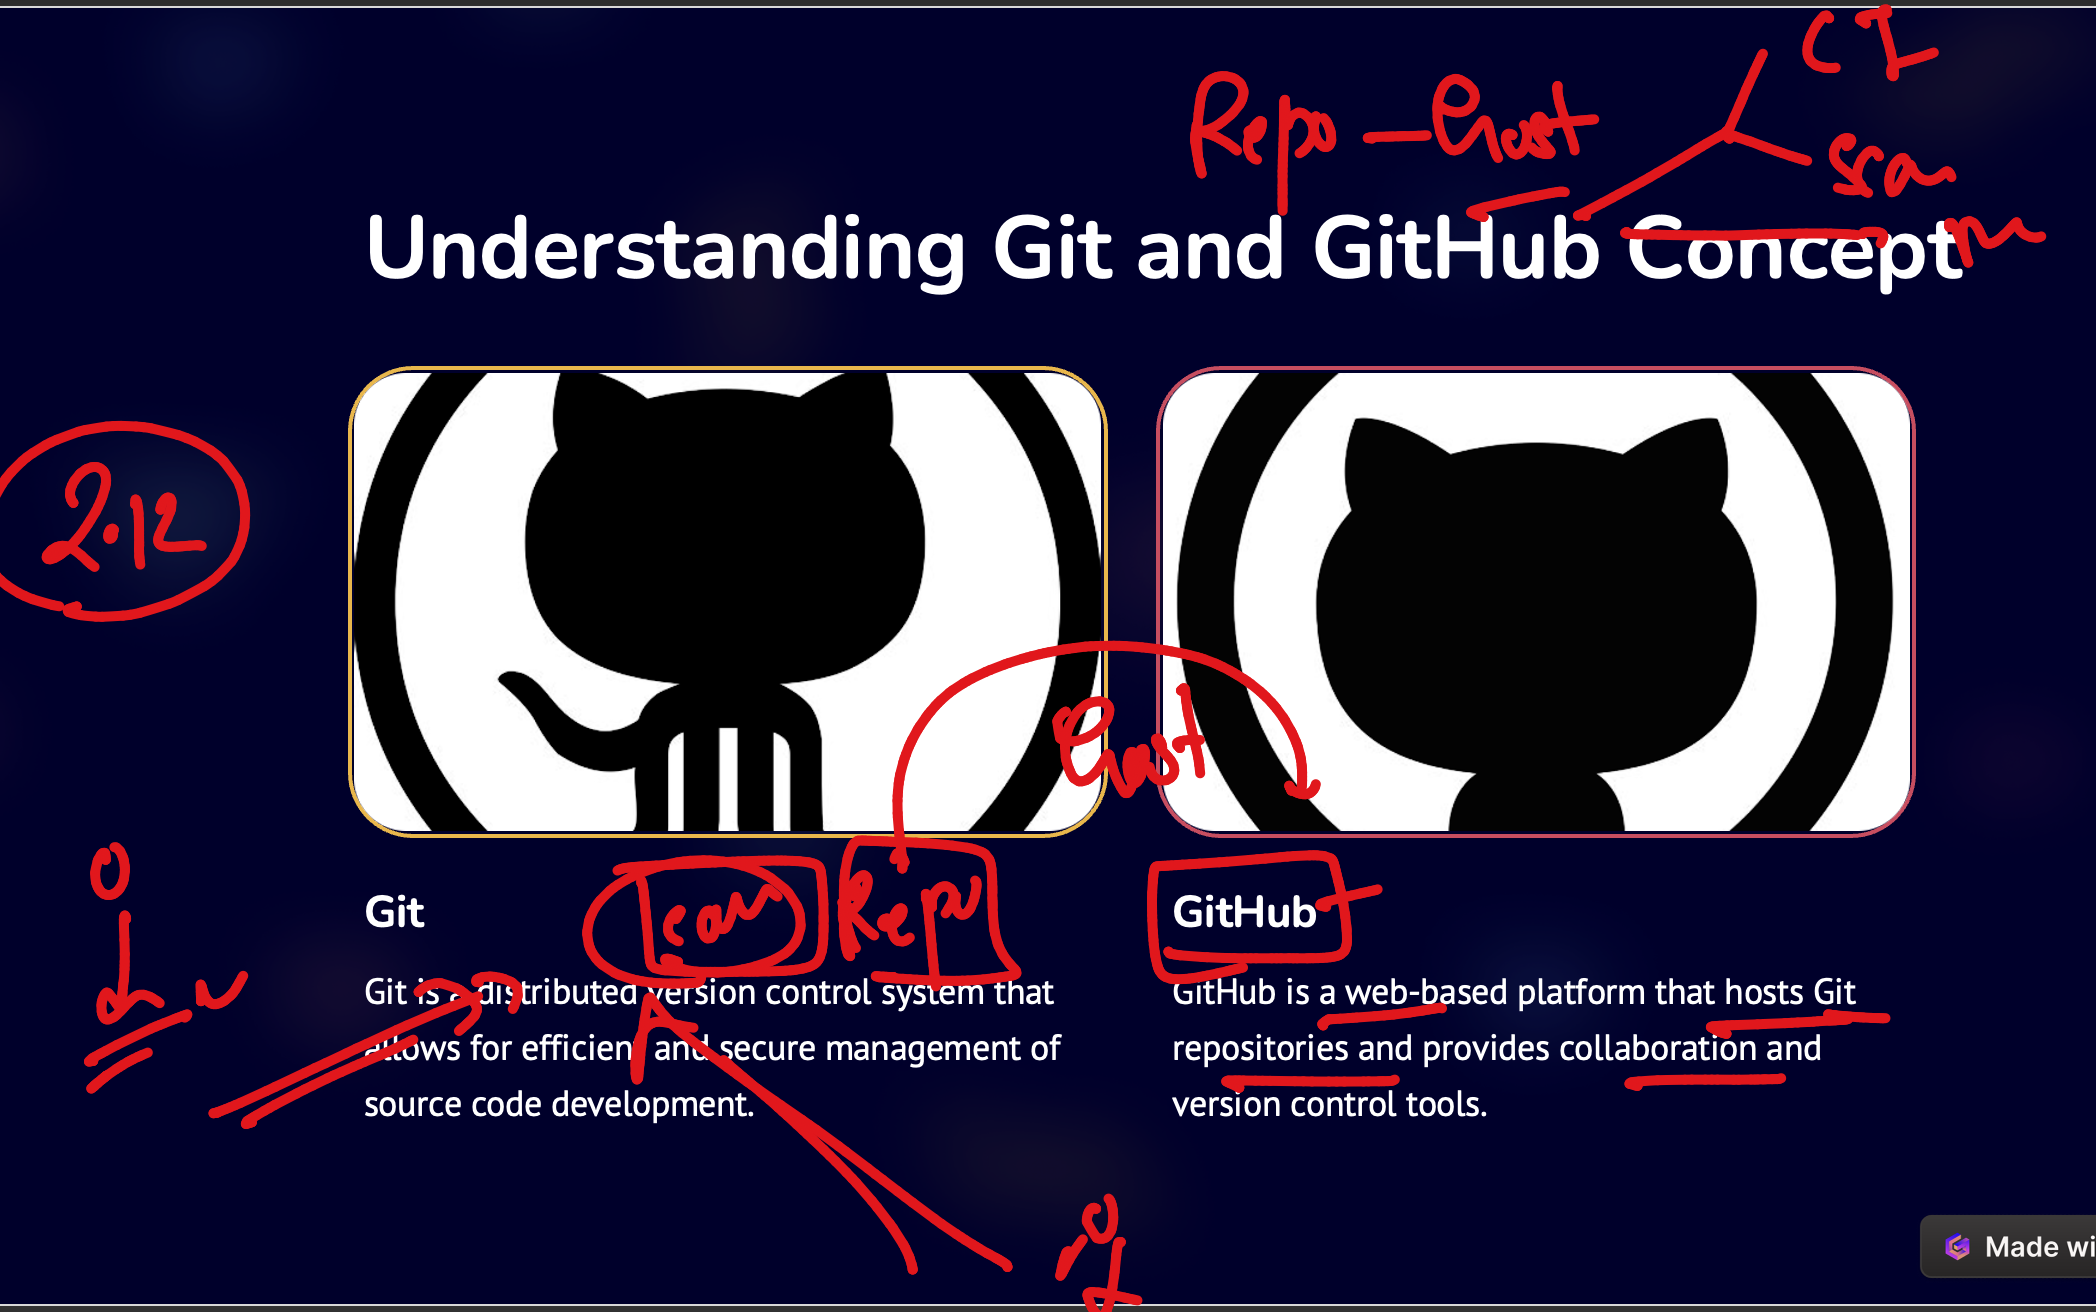 CI
Repo - Host
scan
Understanding Git and GitHub Concept
2.12
Host
Git
Repo
GitHub
Git is a distributed version control system that
allows for efficient and secure management of
source code development.
GitHub is a web-based platform that hosts Git
repositories and provides collaboration and
version control tools.
Made wi